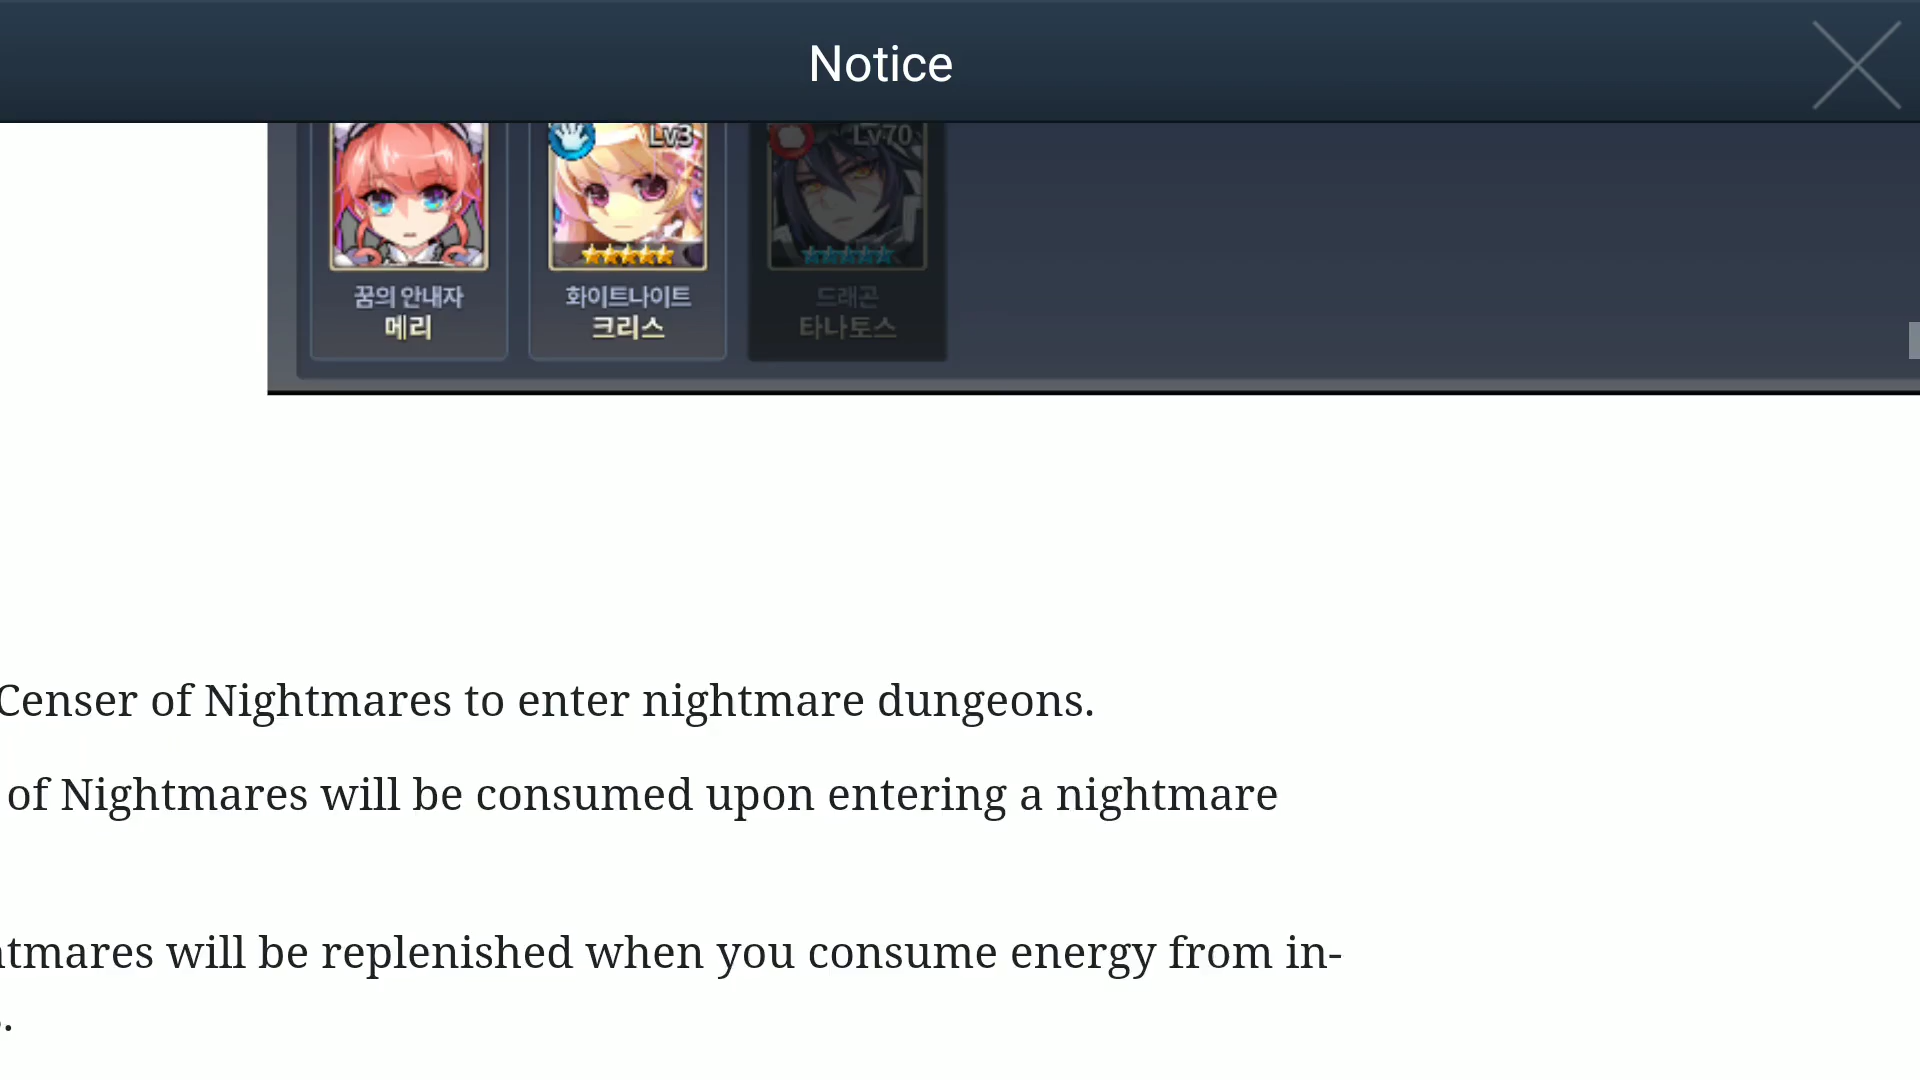 Notice
Lv3
Lv70
꿈의 안내자
메리
화이트나이트
크리스
드래곤
타나토스
Censer of Nightmares to enter nightmare dungeons.
of Nightmares will be consumed upon entering a nightmare
tmares will be replenished when you consume energy from in-
.